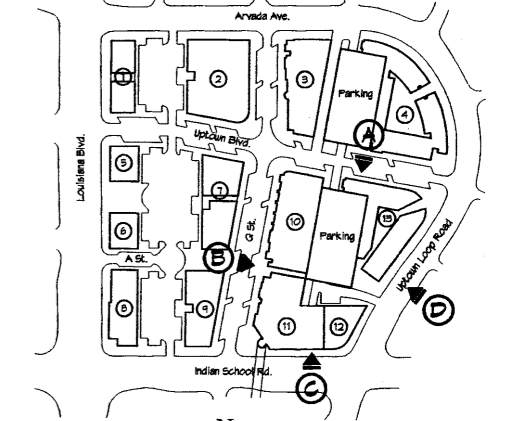 Arvada Ave.
1
2
3
Parking
4
A
Uptown Blvd.
Louisiana Blvd.
5
7
6
A St.
B
Q St.
10
Parking
13
Uptown Loop Road
D
8
9
11
12
Indian School Rd.
C
N